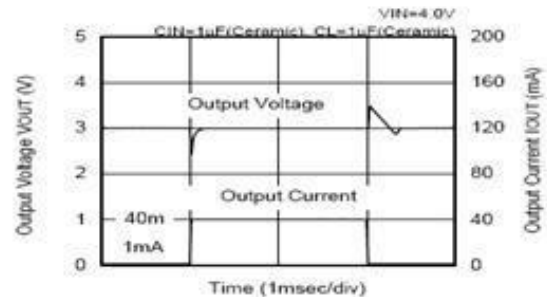 VIN=4.0V
CIN=1uF(Ceramic), CL=1uF(Ceramic)
5 200
4 160
Output Voltage
3 120
2 80
Output Current
1 40m 40
1mA
0 0
Time (1msec/div)
Output Voltage VOUT (V)
Output Current IOUT (mA)